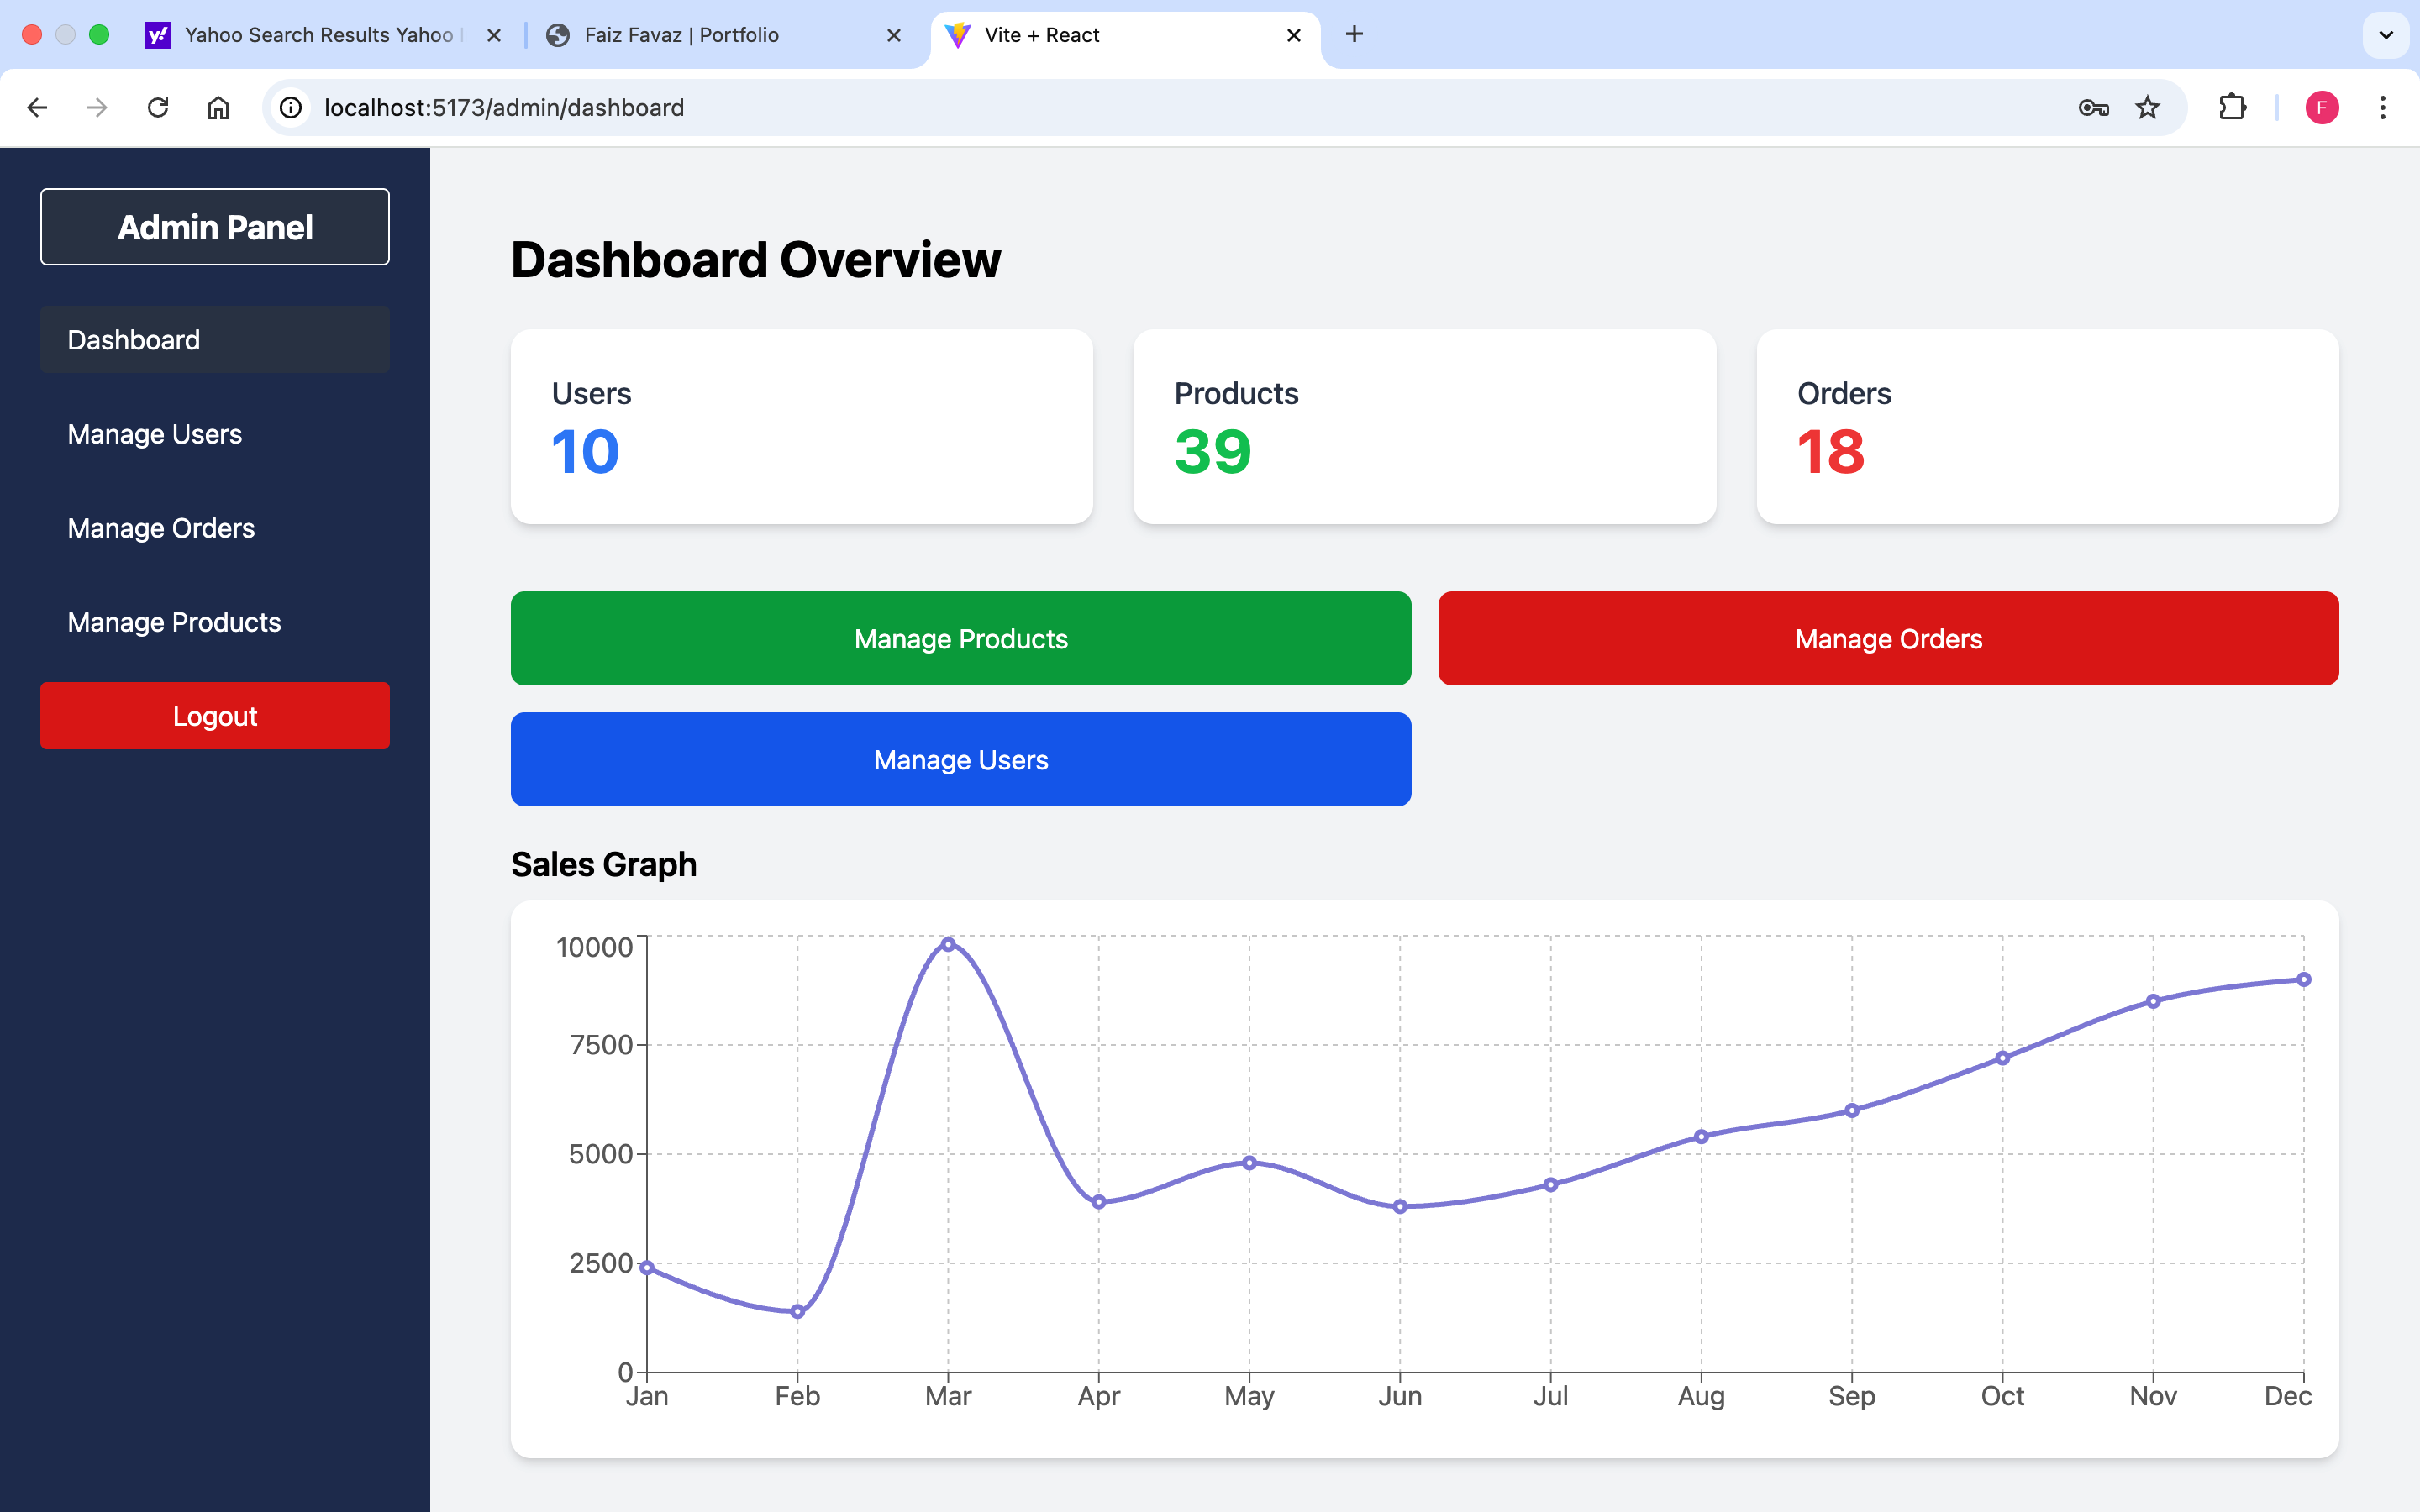 Yahoo Search Results Yahoo
Faiz Favaz | Portfolio
Vite + React
localhost:5173/admin/dashboard
F
Admin Panel
Dashboard
Manage Users
Manage Orders
Manage Products
Logout
Dashboard Overview
Users
10
Products
39
Orders
18
Manage Products
Manage Orders
Manage Users
Sales Graph
10000
7500
5000
2500
0
Jan Feb Mar Apr May Jun Jul Aug Sep Oct Nov Dec